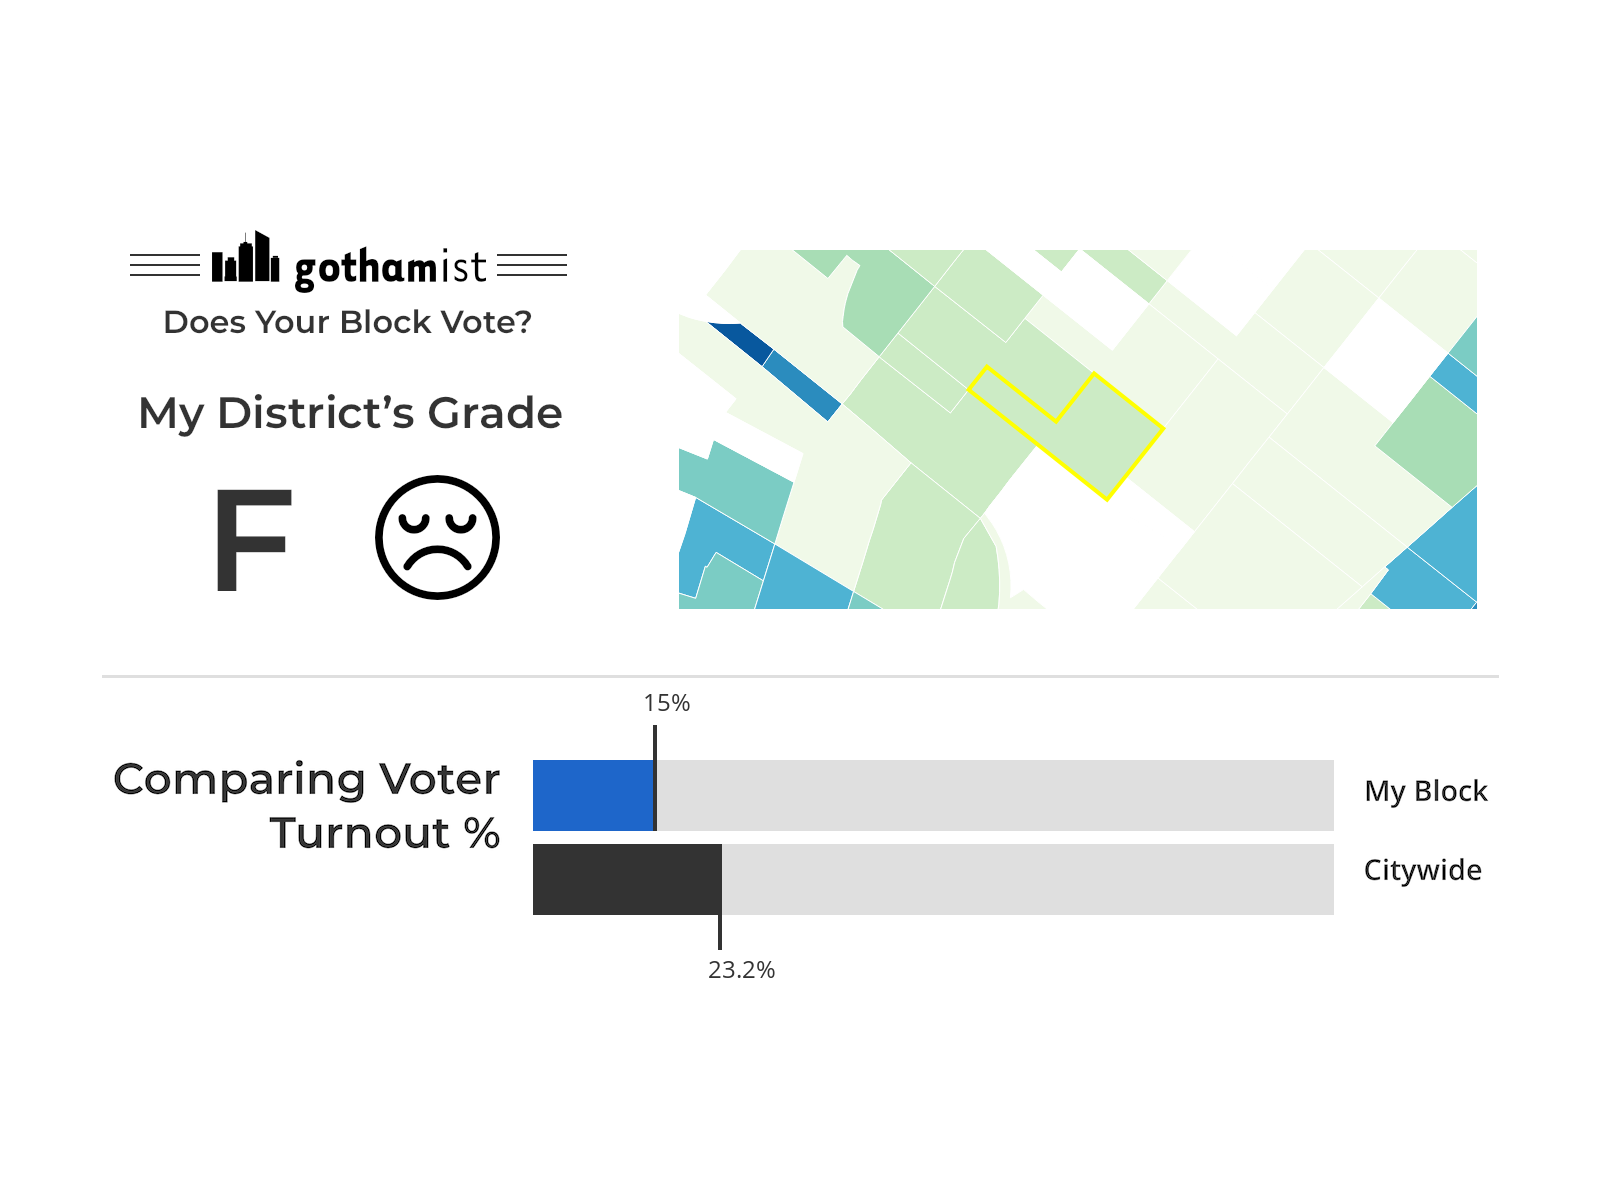 gothamist
Does Your Block Vote?
My District’s Grade
F
15%
Comparing Voter
Turnout %
My Block
Citywide
23.2%